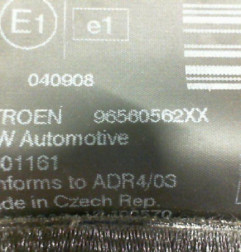 E1 e1
040908
TROEN 96560562XX
W Automotive
01161
nforms to ADR4/03
de in Czech Rep.